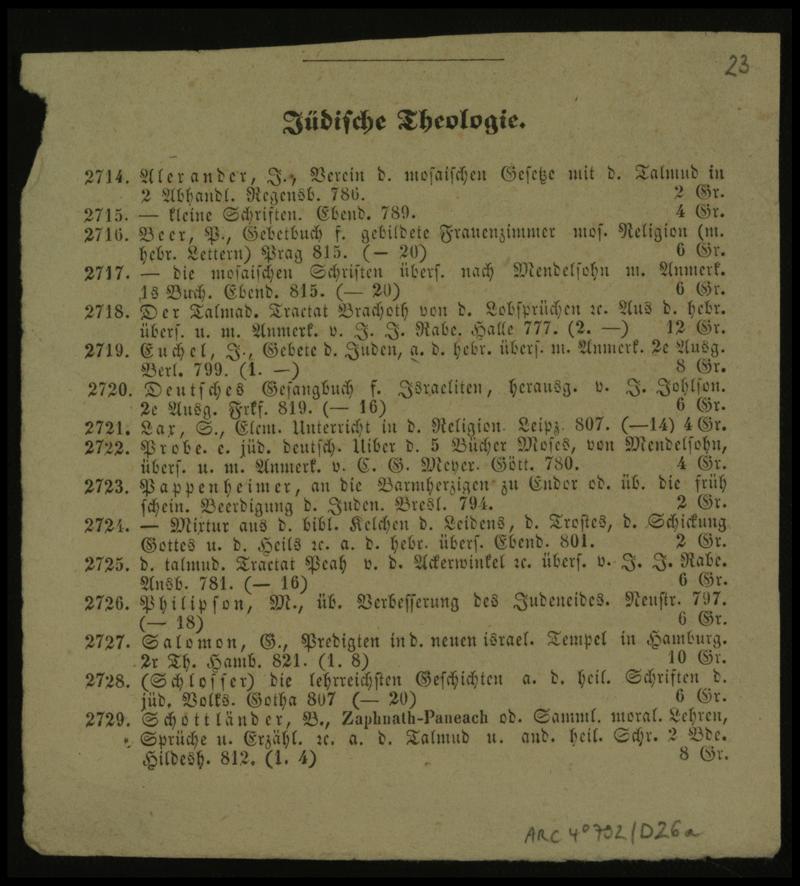 23
Jüdische Theologie.
2714. Alexander, J., Verein d. mosaischen Gesetze mit d. Talmud in
2 Abhandl. Regensb. 786. 2 Gr.
2715. — kleine Schriften. Ebend. 789. 4 Gr.
2716. Beer, P., Gebetbuch f. gebildete Frauenzimmer mos. Religion (m.
hebr. Lettern) Prag 815. (— 20) 6 Gr.
2717. — die mosaischen Schriften übers. nach Mendelsohn m. Anmerk.
1s Buch. Ebend. 815. (— 20) 6 Gr.
2718. Der Talmud. Tractat Brachoth von d. Lobsprüchen ꝛc. Aus d. hebr.
übers. u. m. Anmerk. v. J. J. Rabe. Halle 777. (2. —) 12 Gr.
2719. Euchel, J., Gebete d. Juden, a. d. hebr. übers. m. Anmerk. 2e Ausg.
Berl. 799. (1. —) 8 Gr.
2720. Deutsches Gesangbuch f. Israeliten, herausg. v. J. Johlson.
2e Ausg. Frkf. 819. (— 16) 6 Gr.
2721. Lax, S., Elem. Unterricht in d. Religion. Leipz. 807. (—14) 4 Gr.
2722. Probe. e. jüd. deutsch. Uiber d. 5 Bücher Moses, von Mendelsohn,
übers. u. m. Anmerk. v. C. G. Meyer. Gött. 780. 4 Gr.
2723. Pappenheimer, an die Barmherzigen zu Endor od. üb. die früh
schein. Beerdigung d. Juden. Bresl. 794. 2 Gr.
2724. — Mixtur aus d. bibl. Kelchen d. Leidens, d. Trostes, d. Schickung
Gottes u. d. Heils ꝛc. a. d. hebr. übers. Ebend. 801. 2 Gr.
2725. d. talmud. Tractat Peah v. d. Ackerwinkel ꝛc. übers. v. J. J. Rabe.
Ansb. 781. (— 16) 6 Gr.
2726. Philipson, M., üb. Verbesserung des Judeneides. Neustr. 797.
(— 18) 6 Gr.
2727. Salomon, G., Predigten in d. neuen israel. Tempel in Hamburg.
2r Th. Hamb. 821. (1. 8) 10 Gr.
2728. (Schlosser) die lehrreichsten Geschichten a. d. heil. Schriften d.
jüd. Volks. Gotha 807 (— 20) 6 Gr.
2729. Schottländer, B., Zaphnath-Paneach od. Samml. moral. Lehren,
Sprüche u. Erzähl. ꝛc. a. d. Talmud u. and. heil. Schr. 2 Bde.
Hildesh. 812. (1. 4) 8 Gr.
ARC 4° 792/D26a